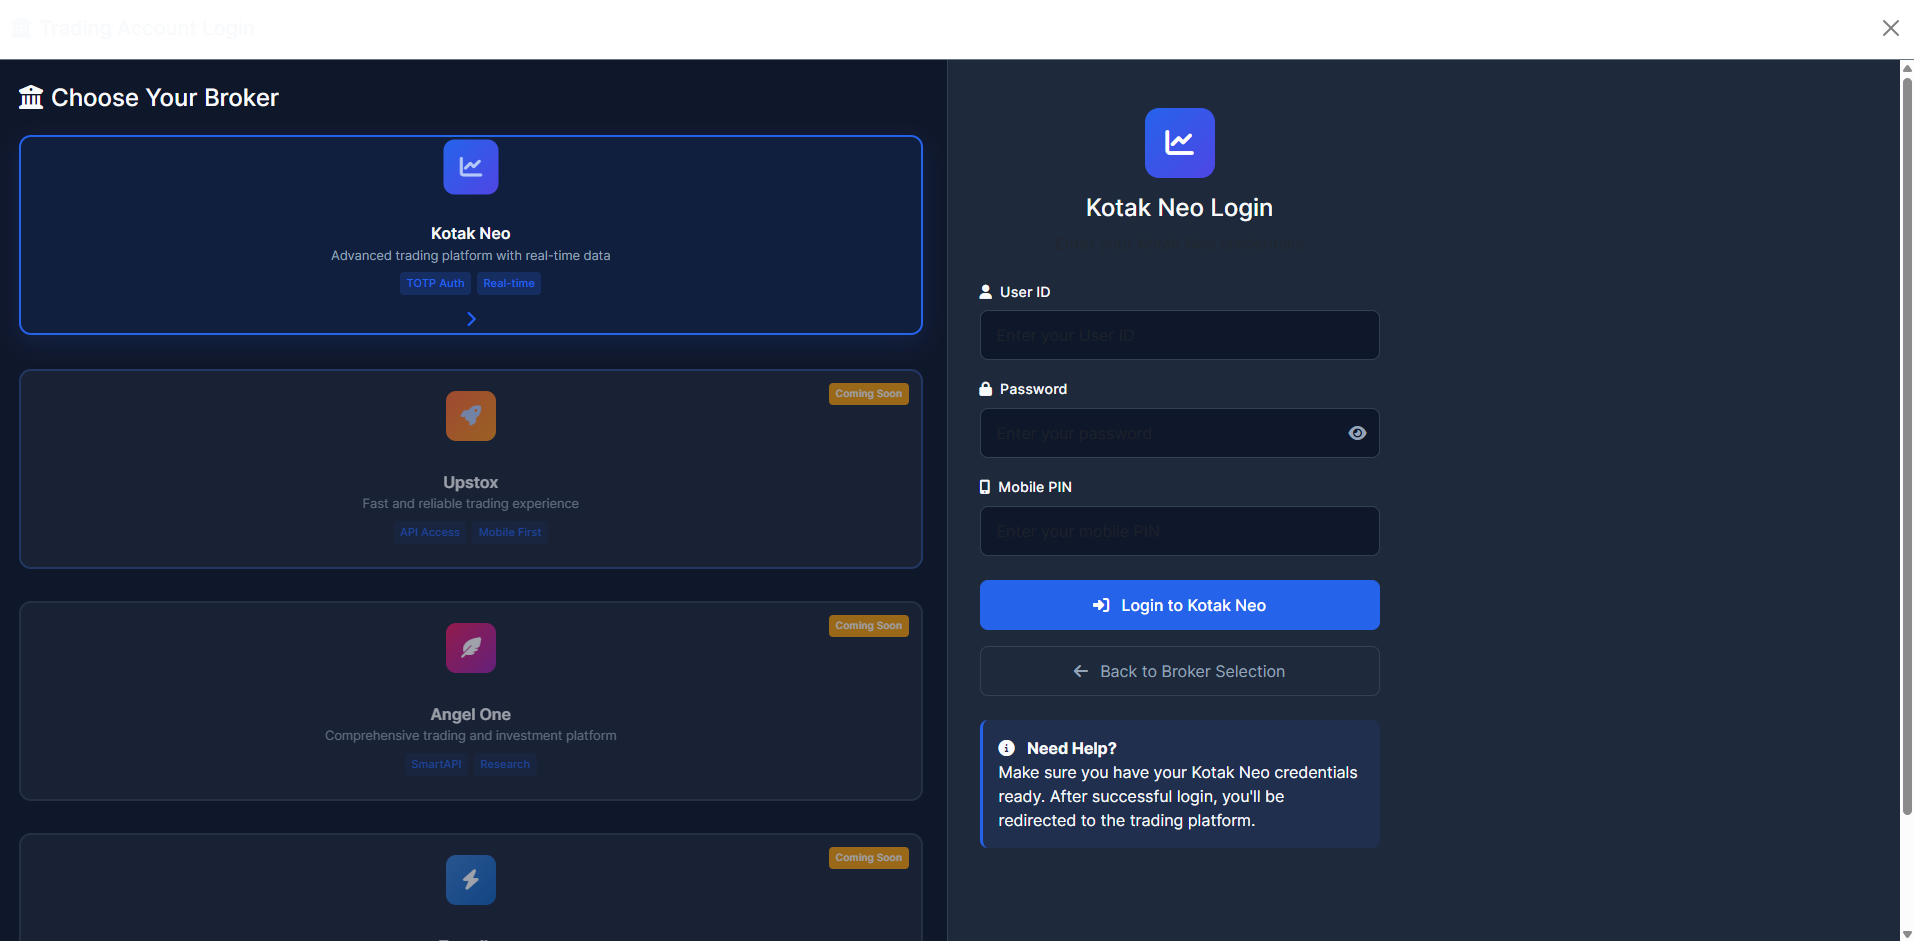 Trading Account Login
Choose Your Broker
Kotak Neo
Advanced trading platform with real-time data
TOTP Auth Real-time
Coming Soon
Upstox
Fast and reliable trading experience
API Access Mobile First
Coming Soon
Angel One
Comprehensive trading and investment platform
SmartAPI Research
Coming Soon
Kotak Neo Login
User ID
Enter your User ID
Password
Enter your password
Mobile PIN
Enter your mobile PIN
Login to Kotak Neo
Back to Broker Selection
Need Help?
Make sure you have your Kotak Neo credentials
ready. After successful login, you'll be
redirected to the trading platform.